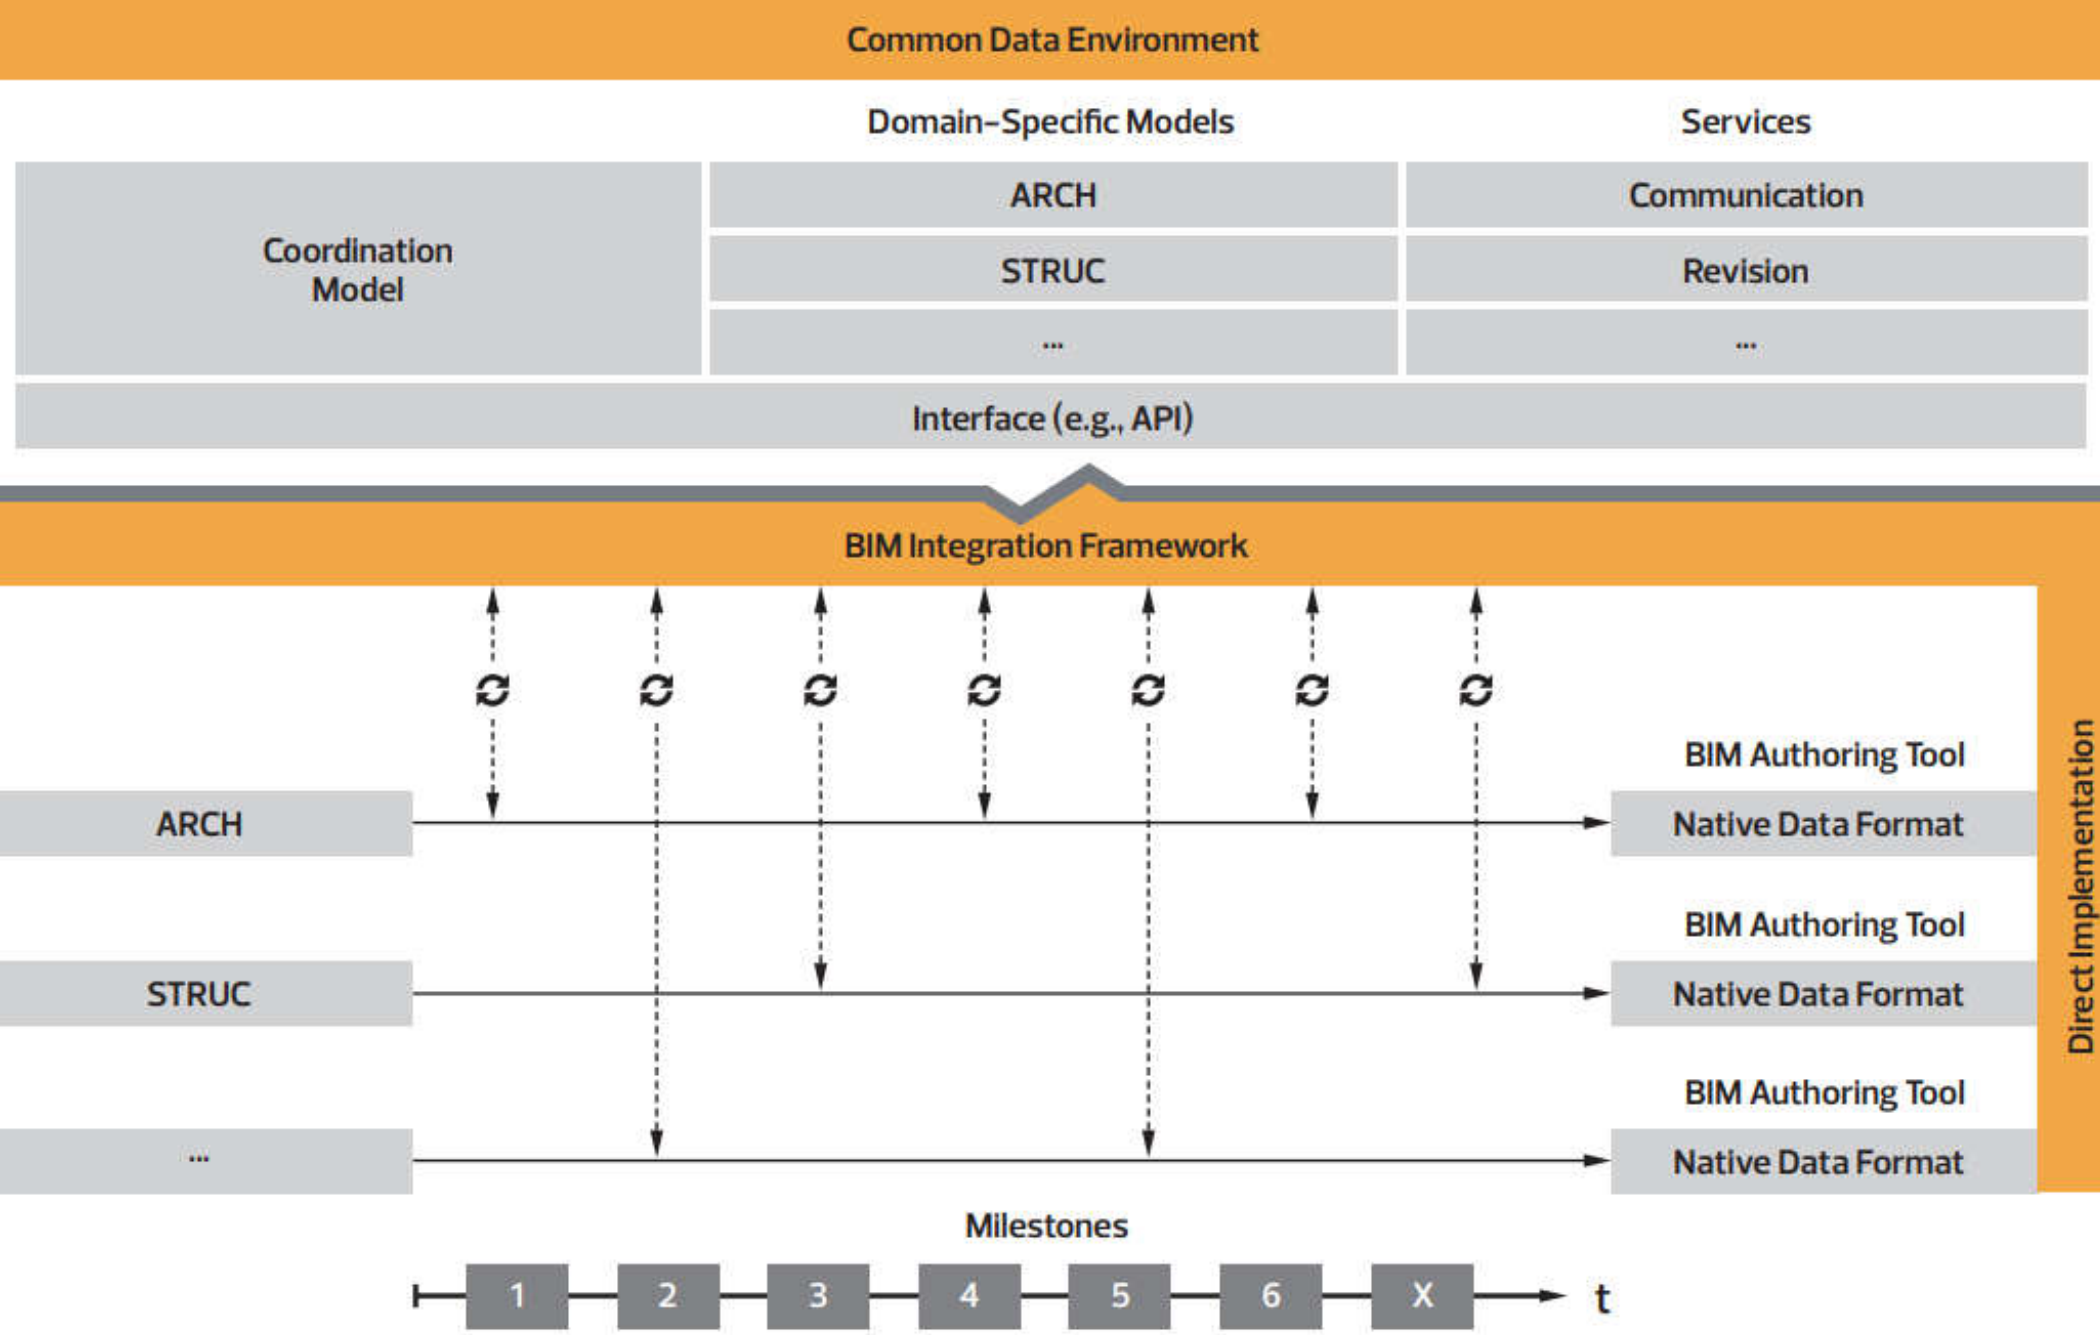 Common Data Environment
Domain-Specific Models
Services
Coordination
Model
ARCH
Communication
STRUC
Revision
...
...
Interface (e.g., API)
BIM Integration Framework
Direct Implementation
BIM Authoring Tool
ARCH
Native Data Format
BIM Authoring Tool
STRUC
Native Data Format
BIM Authoring Tool
...
Native Data Format
Milestones
1 2 3 4 5 6 X t